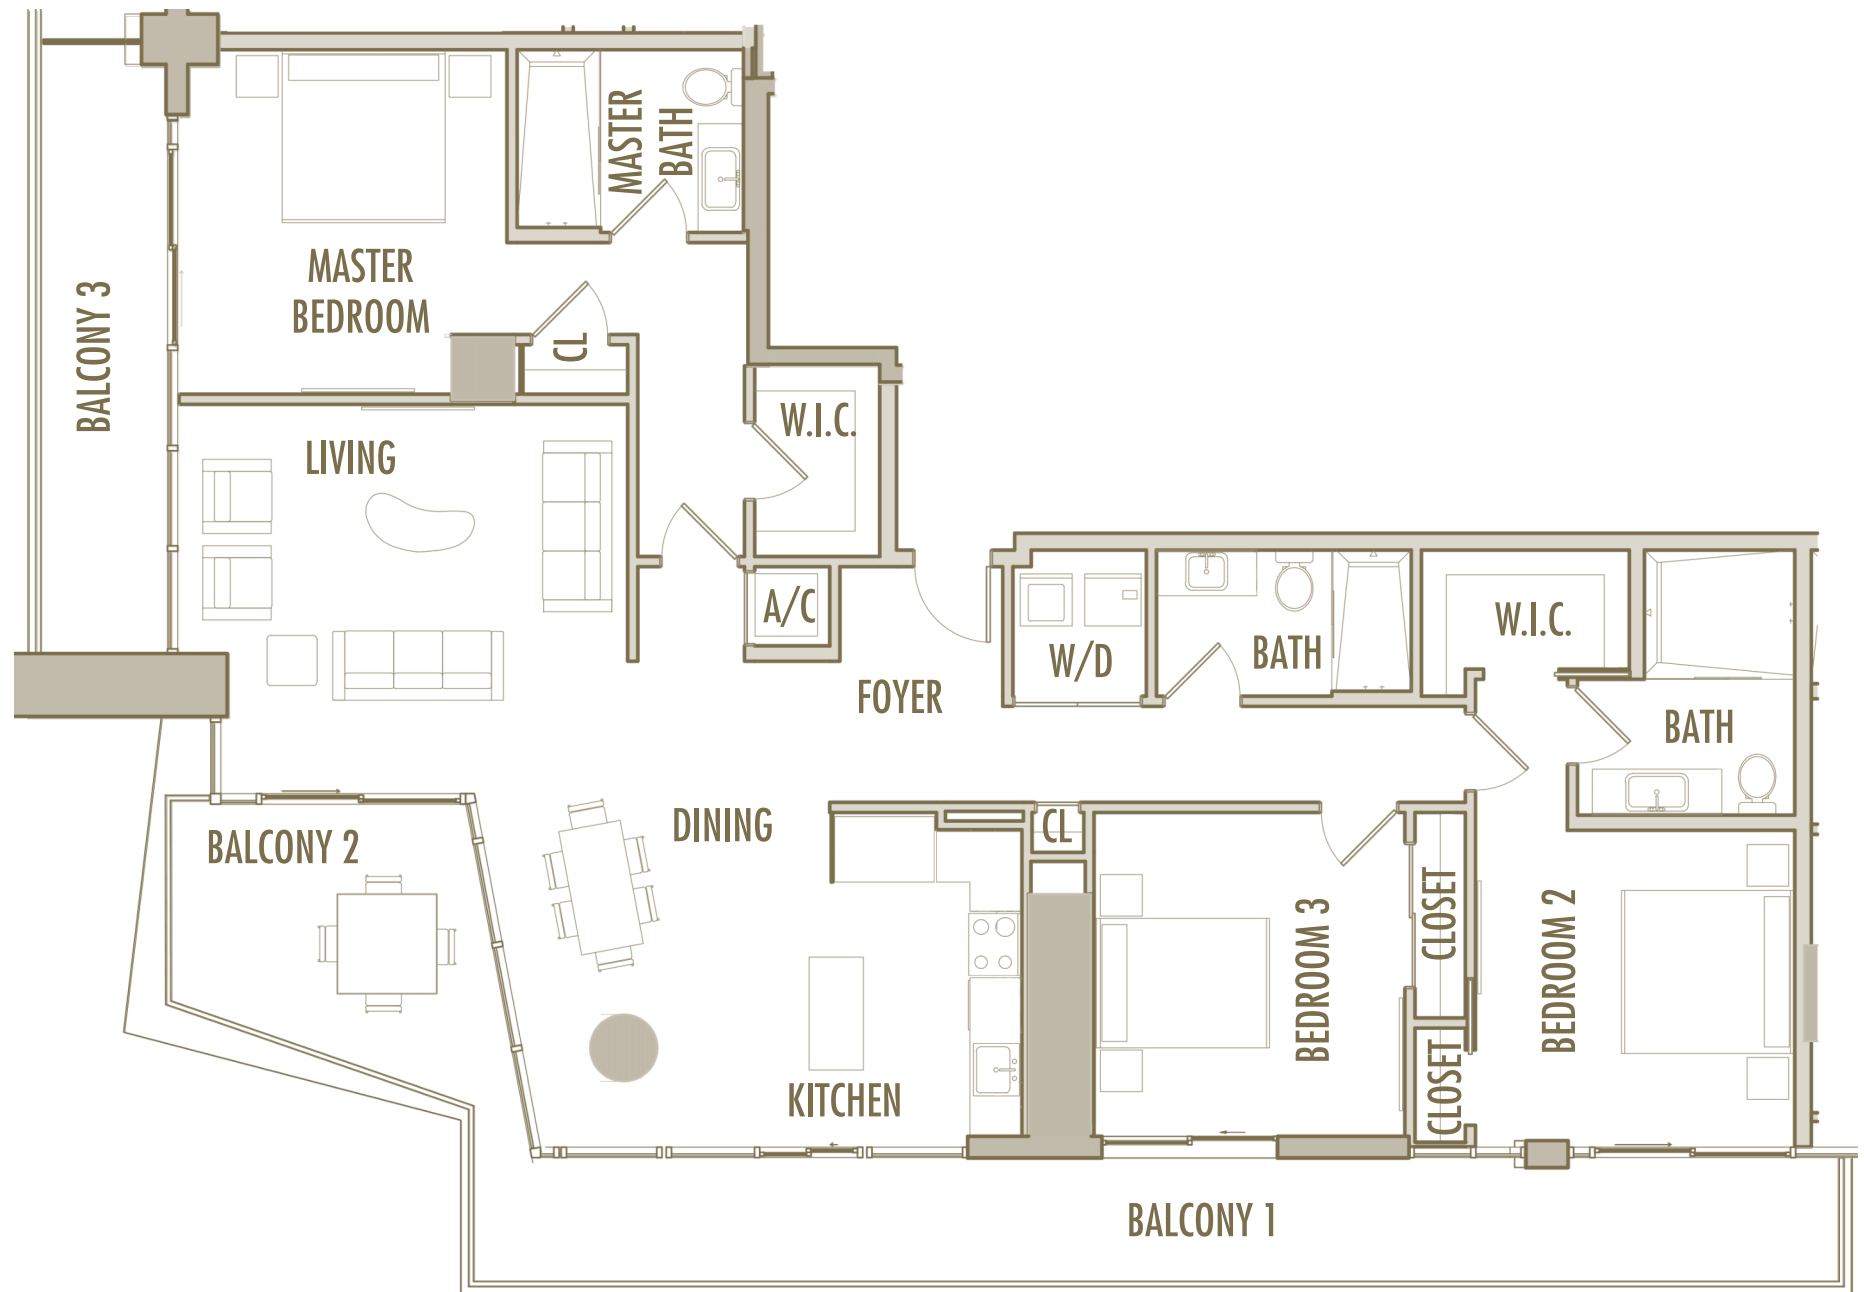 MASTER
BATH
MASTER
BEDROOM
BALCONY 3
CL
W.I.C.
LIVING
A/C
W/D
BATH
W.I.C.
FOYER
BATH
DINING
CL
BALCONY 2
BEDROOM 3
CLOSET
BEDROOM 2
CLOSET
KITCHEN
BALCONY 1